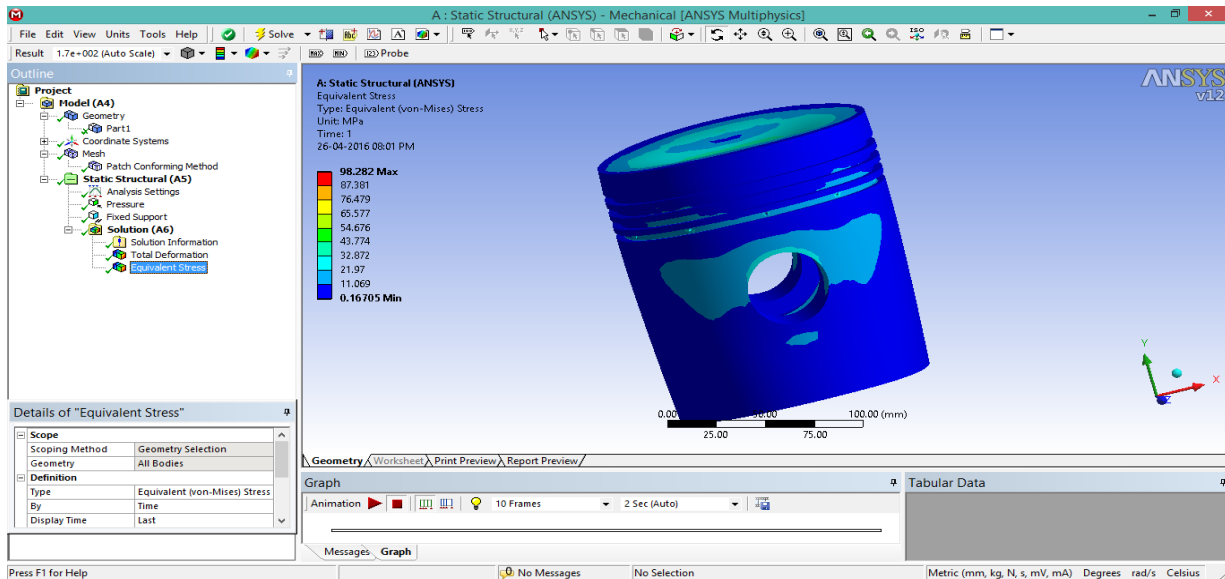 A : Static Structural (ANSYS) - Mechanical [ANSYS Multiphysics]
File Edit View Units Tools Help Solve
Result 1.7e+002 (Auto Scale) MAX MIN Probe
Outline
Project
Model (A4)
Geometry
Part1
Coordinate Systems
Mesh
Patch Conforming Method
Static Structural (A5)
Analysis Settings
Pressure
Fixed Support
Solution (A6)
Solution Information
Total Deformation
Equivalent Stress
A: Static Structural (ANSYS)
Equivalent Stress
Type: Equivalent (von-Mises) Stress
Unit: MPa
Time: 1
26-04-2016 08:01 PM
98.282 Max
87.381
76.479
65.577
54.676
43.774
32.872
21.97
11.069
0.16705 Min
ANSYS
v12
Y
X
Z
0.00 50.00 100.00 (mm)
25.00 75.00
Geometry Worksheet Print Preview Report Preview
Details of "Equivalent Stress"
Scope
Scoping Method Geometry Selection
Geometry All Bodies
Definition
Type Equivalent (von-Mises) Stress
By Time
Display Time Last
Graph
Animation 10 Frames 2 Sec (Auto)
Messages Graph
Tabular Data
Press F1 for Help No Messages No Selection Metric (mm, kg, N, s, mV, mA) Degrees rad/s Celsius